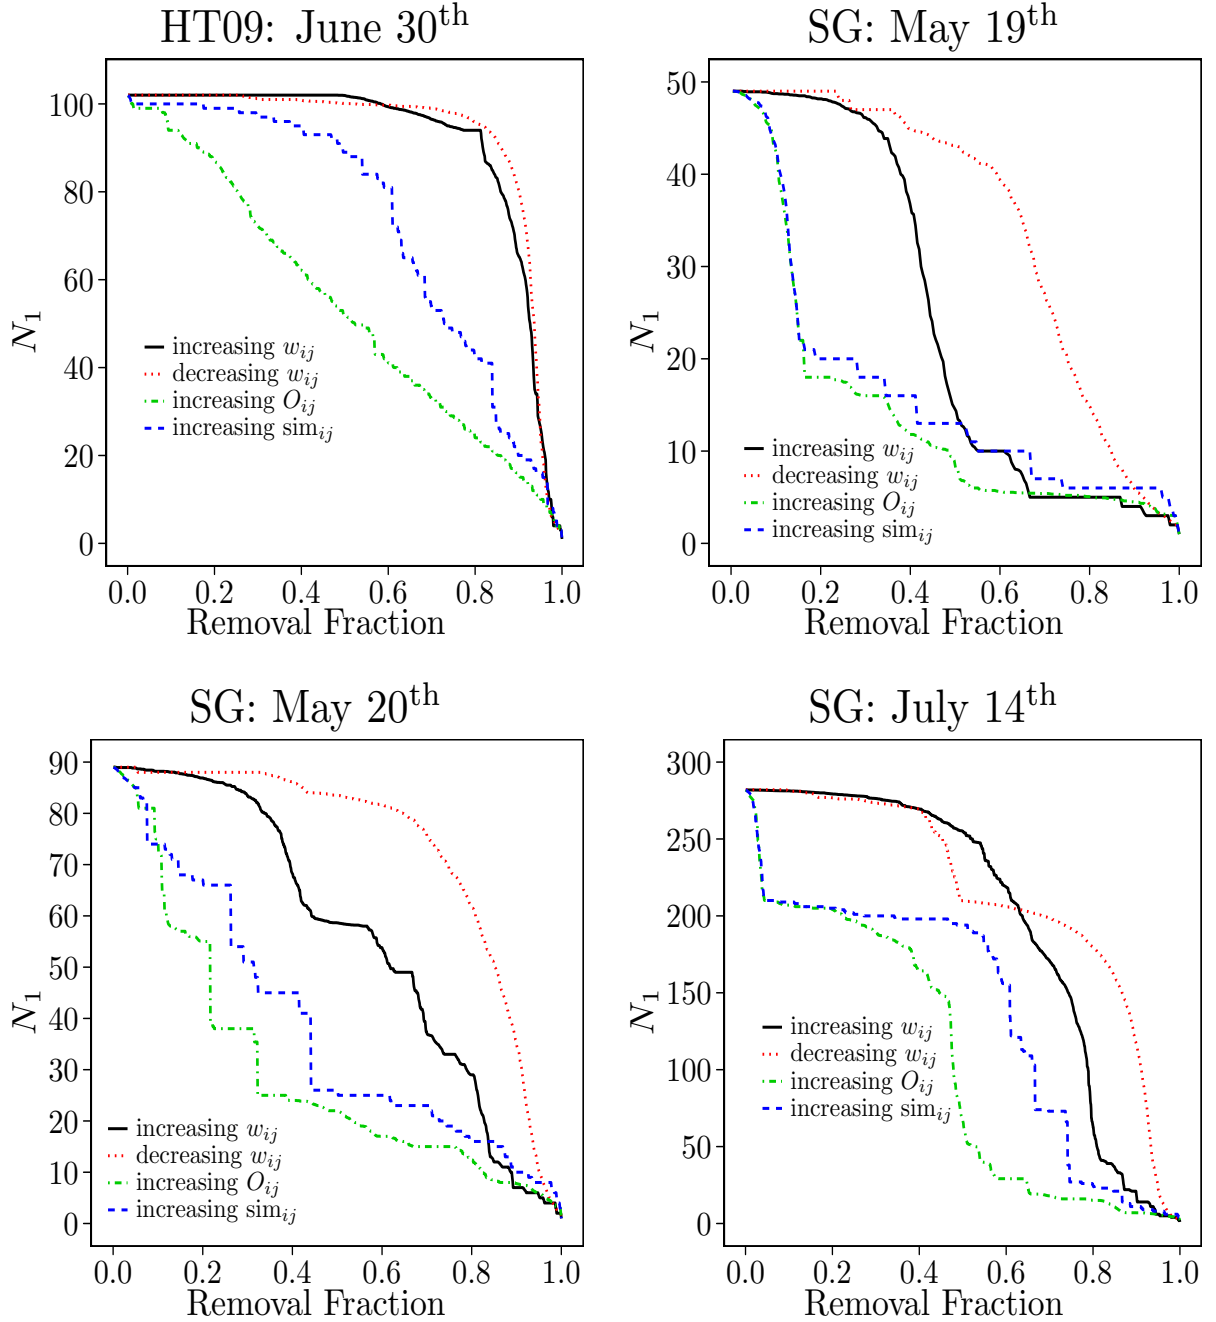 HT09: June 30th
100
80
60
40
20
0
N1
increasing wij
decreasing wij
increasing Oij
increasing simij
0.0 0.2 0.4 0.6 0.8 1.0
Removal Fraction
SG: May 19th
50
40
30
20
10
0
N1
increasing wij
decreasing wij
increasing Oij
increasing simij
0.0 0.2 0.4 0.6 0.8 1.0
Removal Fraction
SG: May 20th
90
80
70
60
50
40
30
20
10
0
N1
increasing wij
decreasing wij
increasing Oij
increasing simij
0.0 0.2 0.4 0.6 0.8 1.0
Removal Fraction
SG: July 14th
300
250
200
150
100
50
0
N1
increasing wij
decreasing wij
increasing Oij
increasing simij
0.0 0.2 0.4 0.6 0.8 1.0
Removal Fraction